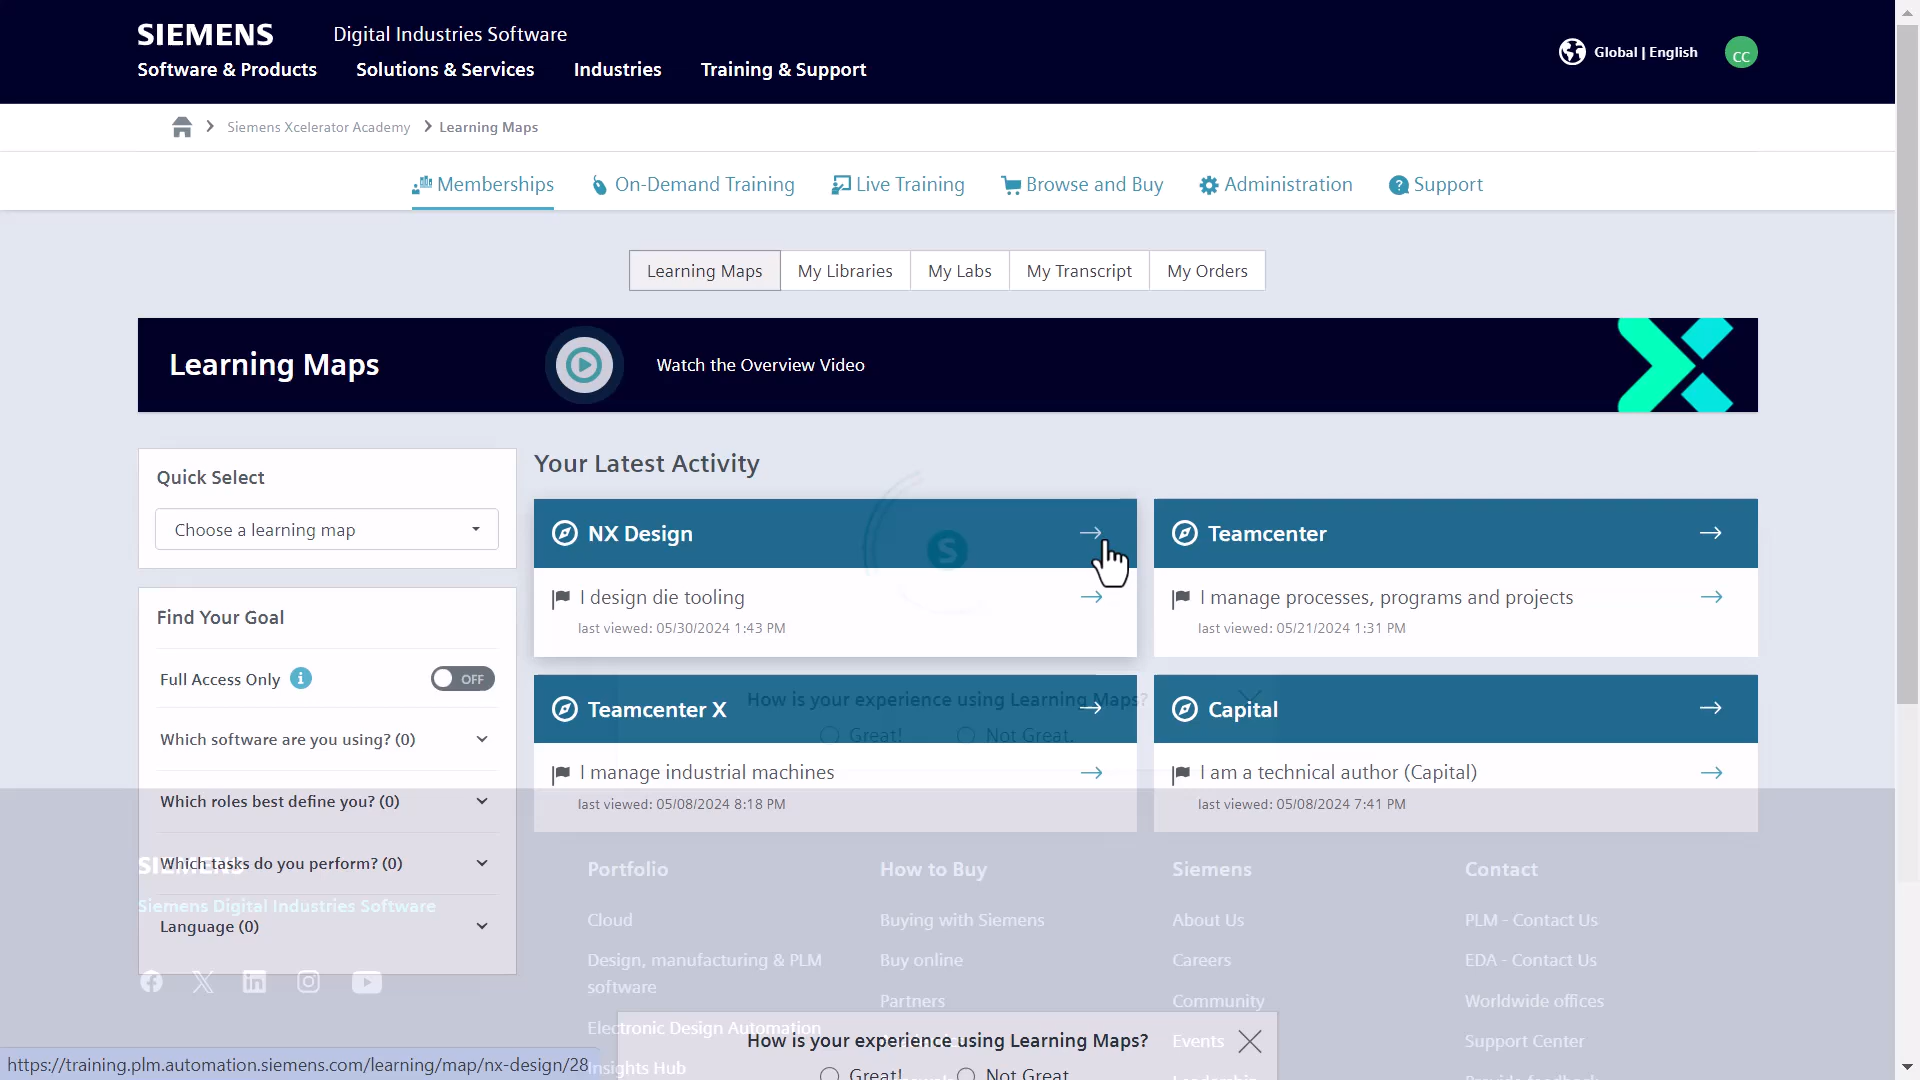 SIEMENS
Digital Industries Software
Software & Products
Solutions & Services
Industries
Training & Support
Global | English
CC
Siemens Xcelerator Academy
Learning Maps
Memberships
On-Demand Training
Live Training
Browse and Buy
Administration
Support
Learning Maps
My Libraries
My Labs
My Transcript
My Orders
Learning Maps
Watch the Overview Video
Quick Select
Choose a learning map
Find Your Goal
Full Access Only
OFF
Which software are you using? (0)
Which roles best define you? (0)
Which tasks do you perform? (0)
Language (0)
Your Latest Activity
NX Design
I design die tooling
last viewed: 05/30/2024 1:43 PM
Teamcenter
I manage processes, programs and projects
last viewed: 05/21/2024 1:31 PM
S
Teamcenter X
I manage industrial machines
last viewed: 05/08/2024 8:18 PM
Capital
I am a technical author (Capital)
last viewed: 05/08/2024 7:41 PM
How is your experience using Learning Maps?
Great!
Not Great.
SIEMENS
Siemens Digital Industries Software
Portfolio
Cloud
Design, manufacturing & PLM
software
Electronic Design Automation
Insights Hub
How to Buy
Buying with Siemens
Buy online
Partners
Siemens
About Us
Careers
Community
Events
Leadership
Contact
PLM - Contact Us
EDA - Contact Us
Worldwide offices
Support Center
Provide feedback
How is your experience using Learning Maps?
Great!
Not Great.
https://training.plm.automation.siemens.com/learning/map/nx-design/28